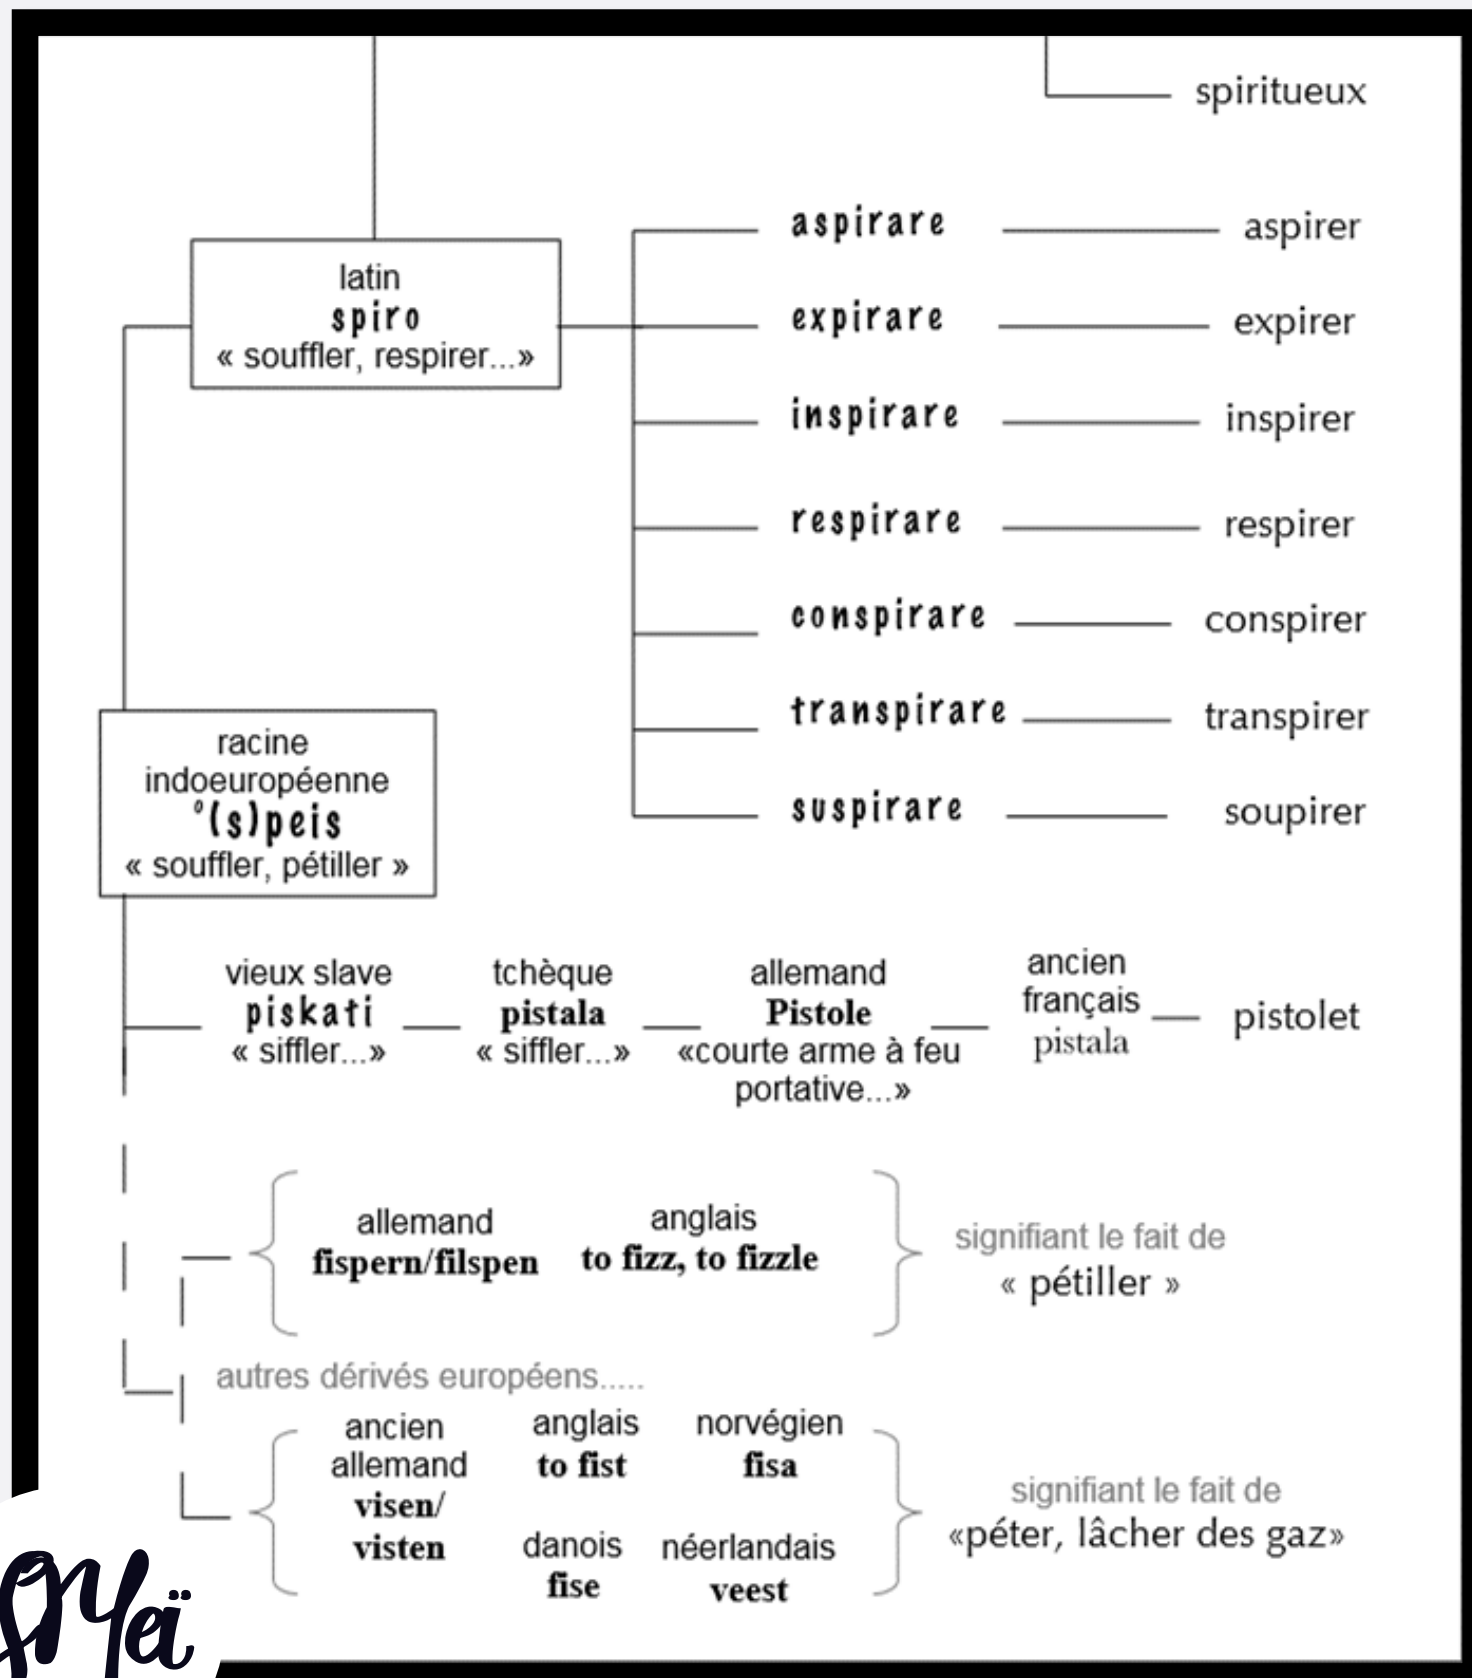 spiritueux
latin
spiro
« souffler, respirer...»
aspirare aspirer
expirare expirer
inspirare inspirer
respirare respirer
conspirare conspirer
transpirare transpirer
suspirare soupirer
racine
indoeuropéenne
°(s)peis
« souffler, pétiller »
vieux slave
piskati
« siffler...»
tchèque
pistala
« siffler...»
allemand
Pistole
«courte arme à feu
portative...»
ancien
français
pistala
pistolet
allemand
fispern/filspen
anglais
to fizz, to fizzle
signifiant le fait de
« pétiller »
autres dérivés européens.....
ancien
allemand
visen/
visten
anglais
to fist
norvégien
fisa
danois
fise
néerlandais
veest
signifiant le fait de
«péter, lâcher des gaz»